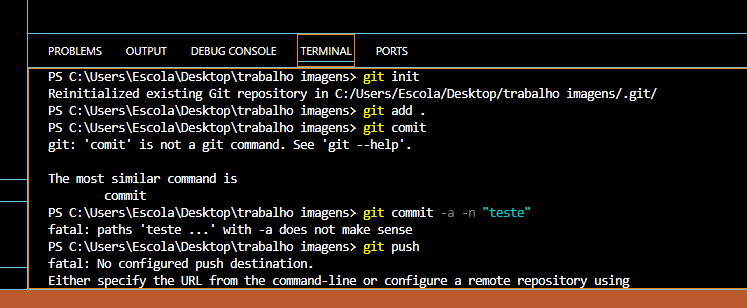 PROBLEMS OUTPUT DEBUG CONSOLE TERMINAL PORTS
PS C:\Users\Escola\Desktop\trabalho imagens> git init
Reinitialized existing Git repository in C:/Users/Escola/Desktop/trabalho imagens/.git/
PS C:\Users\Escola\Desktop\trabalho imagens> git add .
PS C:\Users\Escola\Desktop\trabalho imagens> git comit
git: 'comit' is not a git command. See 'git --help'.
The most similar command is
commit
PS C:\Users\Escola\Desktop\trabalho imagens> git commit -a -n "teste"
fatal: paths 'teste ...' with -a does not make sense
PS C:\Users\Escola\Desktop\trabalho imagens> git push
fatal: No configured push destination.
Either specify the URL from the command-line or configure a remote repository using